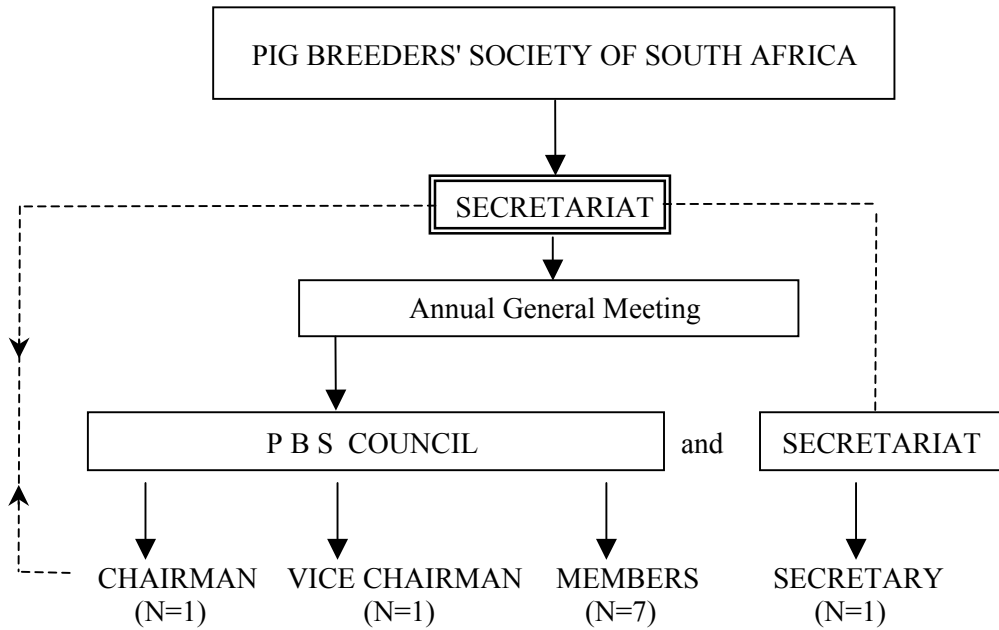 PIG BREEDERS' SOCIETY OF SOUTH AFRICA
SECRETARIAT
Annual General Meeting
P B S COUNCIL and SECRETARIAT
CHAIRMAN VICE CHAIRMAN MEMBERS SECRETARY
(N=1) (N=1) (N=7) (N=1)